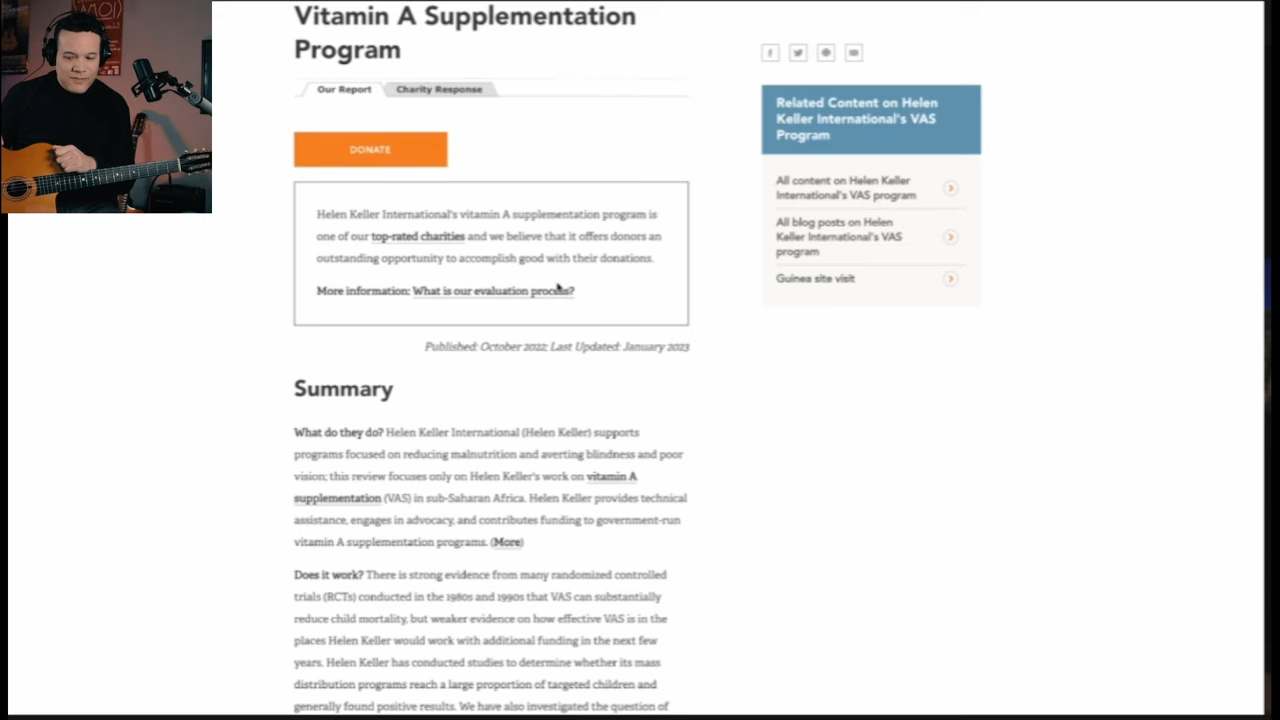 Vitamin A Supplementation
Program
Our Report
Charity Response
DONATE
Helen Keller International's vitamin A supplementation program is
one of our top-rated charities and we believe that it offers donors an
outstanding opportunity to accomplish good with their donations.
More information: What is our evaluation process?
Published: October 2022; Last Updated: January 2023
Summary
What do they do? Helen Keller International (Helen Keller) supports
programs focused on reducing malnutrition and averting blindness and poor
vision; this review focuses only on Helen Keller's work on vitamin A
supplementation (VAS) in sub-Saharan Africa. Helen Keller provides technical
assistance, engages in advocacy, and contributes funding to government-run
vitamin A supplementation programs. (More)
Does it work? There is strong evidence from many randomized controlled
trials (RCTs) conducted in the 1980s and 1990s that VAS can substantially
reduce child mortality, but weaker evidence on how effective VAS is in the
places Helen Keller would work with additional funding in the next few
years. Helen Keller has conducted studies to determine whether its mass
distribution programs reach a large proportion of targeted children and
generally found positive results. We have also investigated the question of
Related Content on Helen
Keller International's VAS
Program
All content on Helen Keller
International's VAS program
All blog posts on Helen
Keller International's VAS
program
Guinea site visit